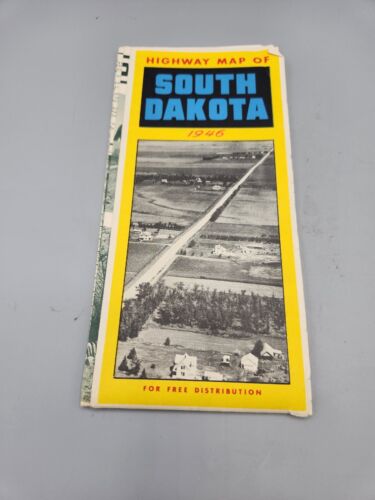 HIGHWAY MAP OF
SOUTH
DAKOTA
1946
FOR FREE DISTRIBUTION